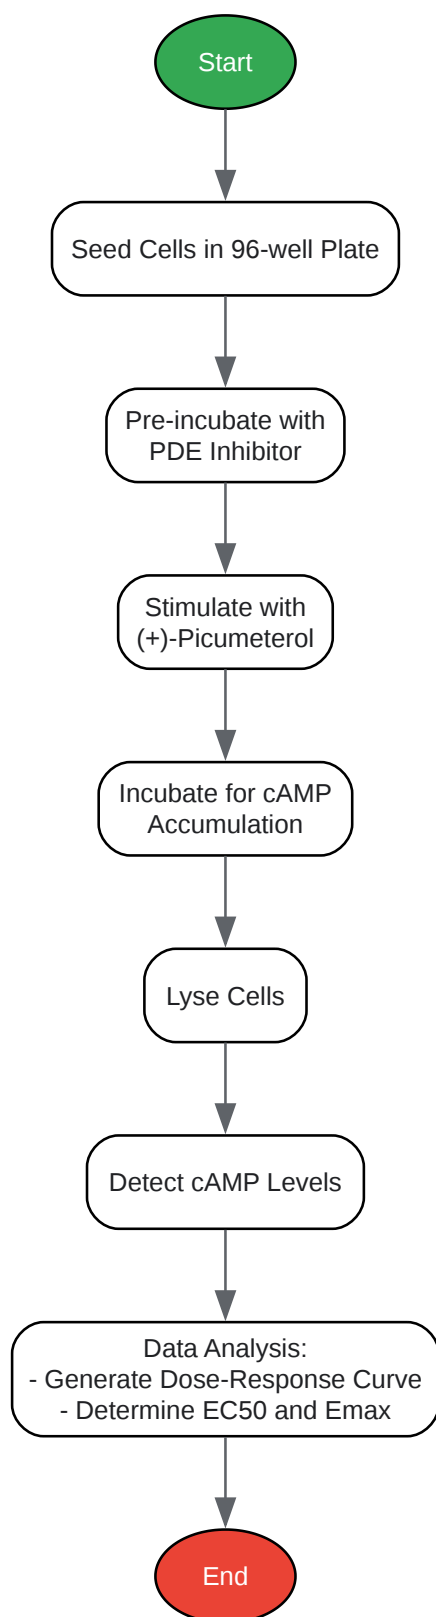 Start
Seed Cells in 96-well Plate
Pre-incubate with
PDE Inhibitor
Stimulate with
(+)-Picumeterol
Incubate for cAMP
Accumulation
Lyse Cells
Detect cAMP Levels
Data Analysis:
- Generate Dose-Response Curve
- Determine EC50 and Emax
End